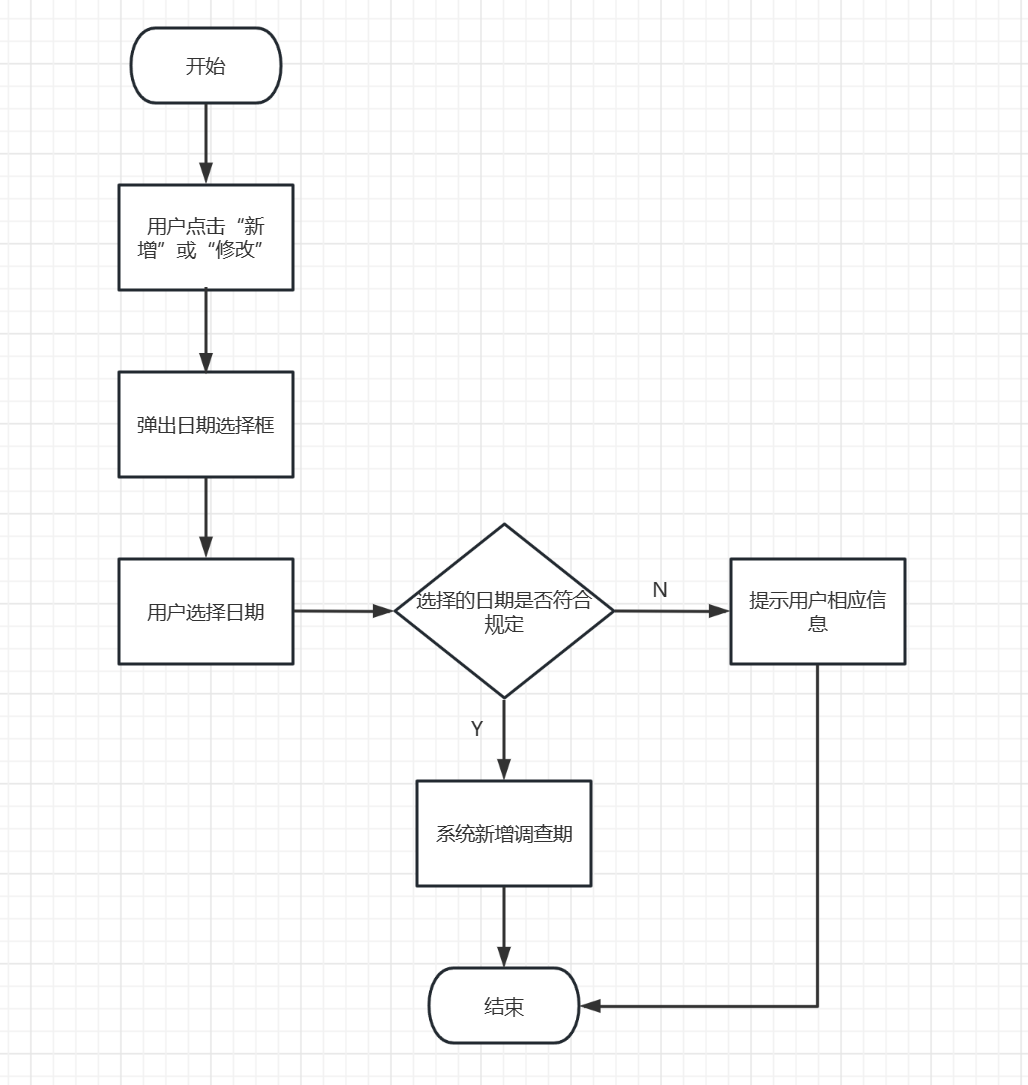 开始
用户点击“新
增”或“修改”
弹出日期选择框
用户选择日期
选择的日期是否符合
规定
N
提示用户相应信
息
Y
系统新增调查期
结束